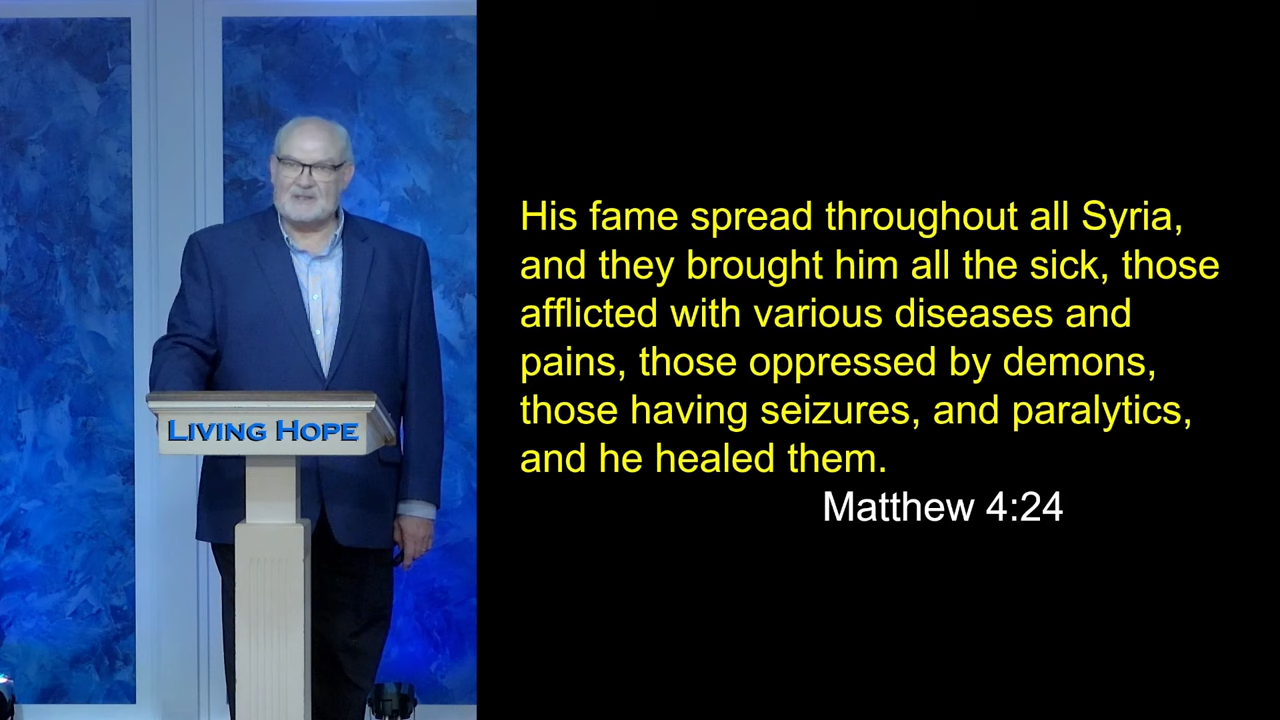 LIVING HOPE
His fame spread throughout all Syria,
and they brought him all the sick, those
afflicted with various diseases and
pains, those oppressed by demons,
those having seizures, and paralytics,
and he healed them.
Matthew 4:24